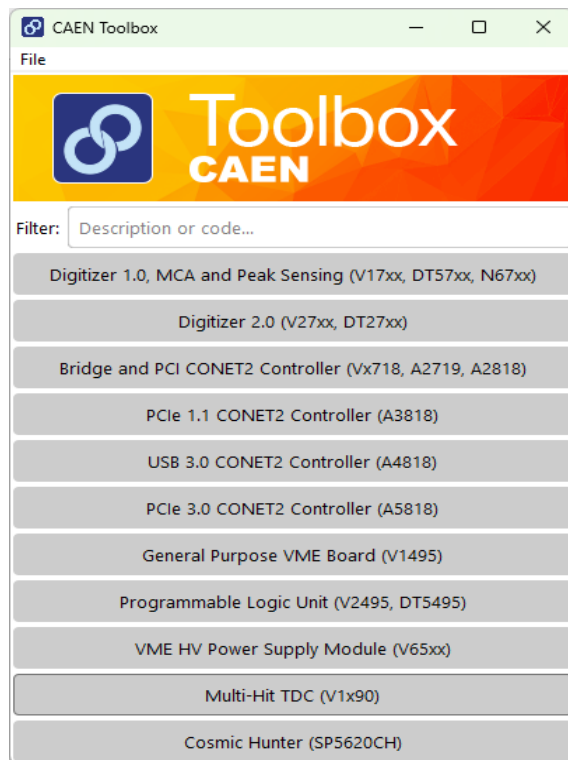 CAEN Toolbox
File
Toolbox
CAEN
Filter: Description or code...
Digitizer 1.0, MCA and Peak Sensing (V17xx, DT57xx, N67xx)
Digitizer 2.0 (V27xx, DT27xx)
Bridge and PCI CONET2 Controller (Vx718, A2719, A2818)
PCIe 1.1 CONET2 Controller (A3818)
USB 3.0 CONET2 Controller (A4818)
PCIe 3.0 CONET2 Controller (A5818)
General Purpose VME Board (V1495)
Programmable Logic Unit (V2495, DT5495)
VME HV Power Supply Module (V65xx)
Multi-Hit TDC (V1x90)
Cosmic Hunter (SP5620CH)